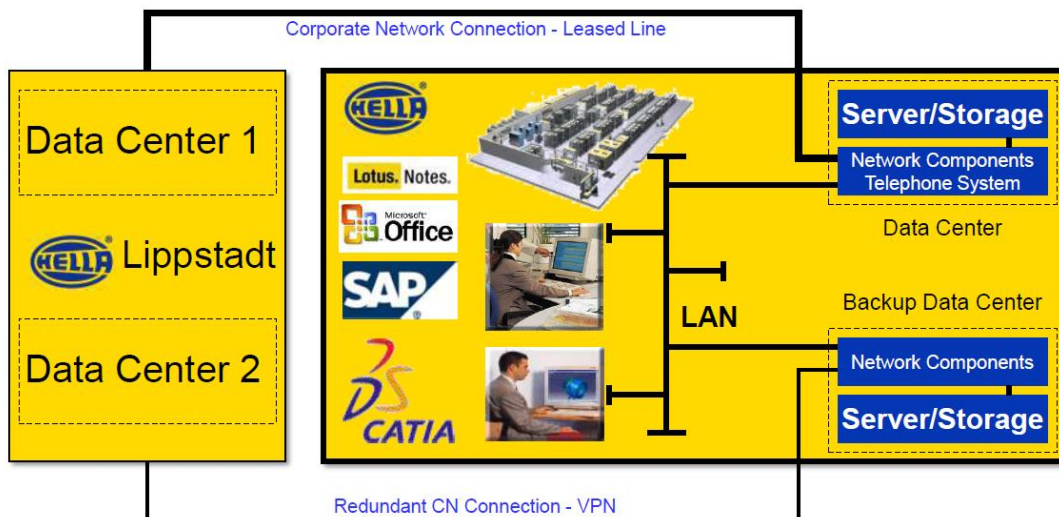 Corporate Network Connection - Leased Line
Data Center 1
HELLA Lippstadt
Data Center 2
HELLA
Lotus. Notes.
Microsoft
Office
SAP
®
CATIA
LAN
Server/Storage
Network Components
Telephone System
Data Center
Backup Data Center
Network Components
Server/Storage
Redundant CN Connection - VPN